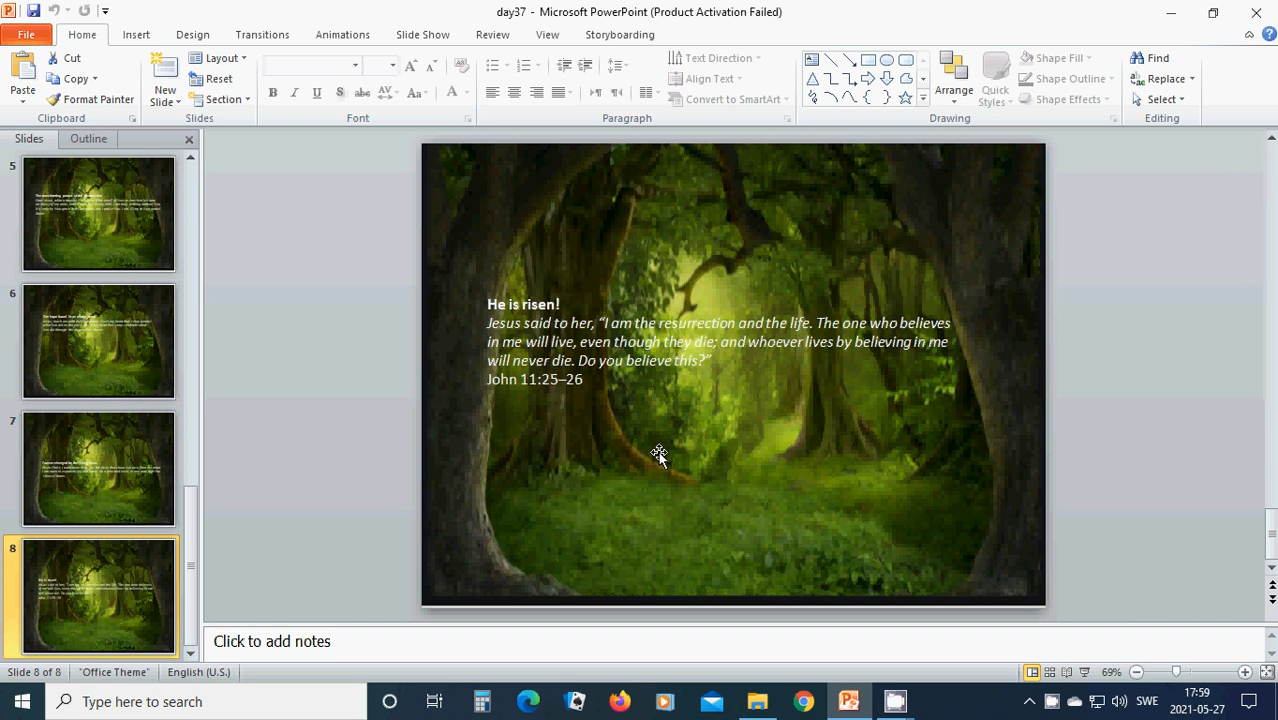 day37 - Microsoft PowerPoint (Product Activation Failed)
File Home Insert Design Transitions Animations Slide Show Review View Storyboarding
Paste
Cut
Copy
Format Painter
Clipboard
New Slide
Layout
Reset
Section
Slides
B I U S abc AV Aa A
Font
Paragraph
Text Direction
Align Text
Convert to SmartArt
Arrange
Quick Styles
Drawing
Shape Fill
Shape Outline
Shape Effects
Find
Replace
Select
Editing
Slides Outline
5
6
7
8
He is risen!
Jesus said to her, “I am the resurrection and the life. The one who believes
in me will live, even though they die; and whoever lives by believing in me
will never die. Do you believe this?”
John 11:25–26
Click to add notes
Slide 8 of 8 "Office Theme" English (U.S.) 69%
Type here to search
SWE
17:59
2021-05-27